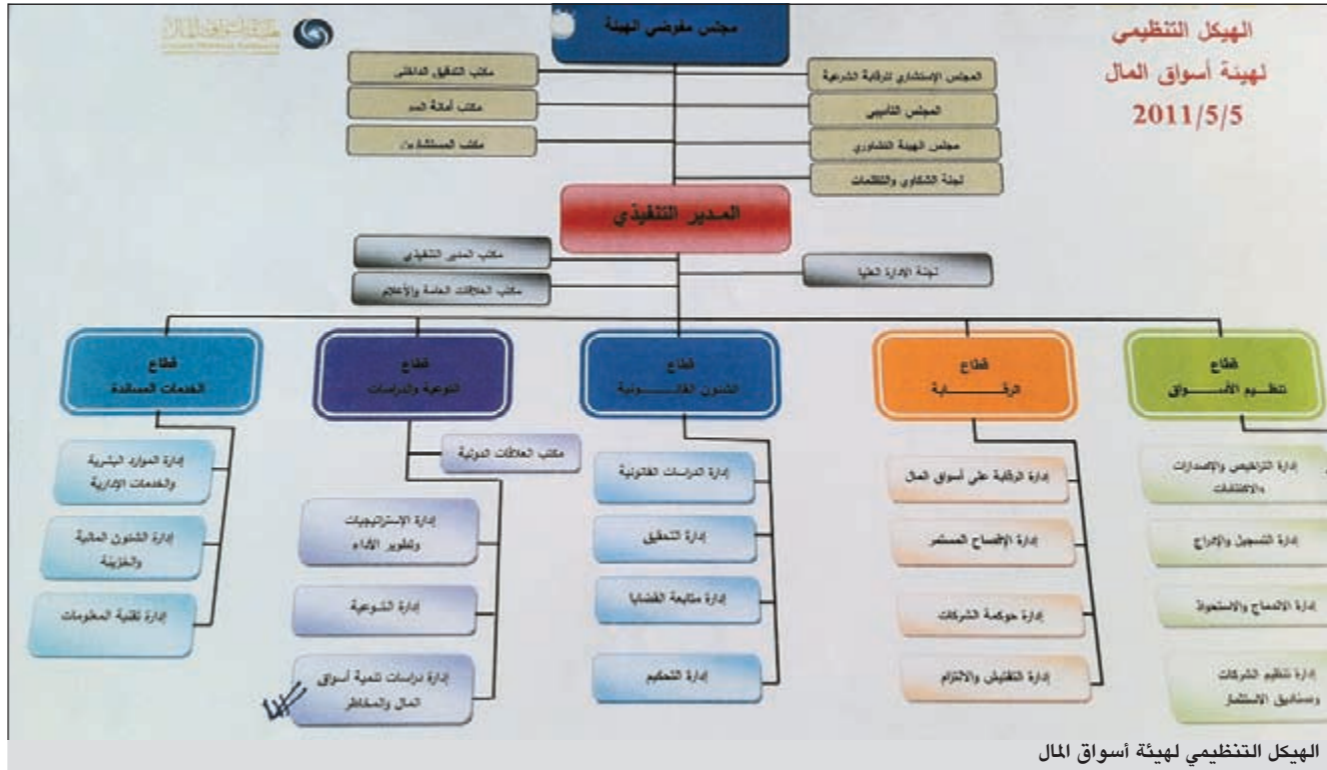 الهيكل التنظيمي
لهيئة أسواق المال
2011/5/5
مجلس مفوضي الهيئة
المجلس الإستشاري للرقابة الشرعية
المجلس التأديبي
مجلس الهيئة التشاوري
لجنة الشكاوي والتظلمات
مكتب التدقيق الداخلي
مكتب أمانة السر
مكتب المستشارين
المدير التنفيذي
لجنة الإدارة العليا
مكتب المدير التنفيذي
مكتب العلاقات العامة والأعلام
قطاع
تنظيم الأسواق
إدارة التراخيص والإصدارات
والاكتتابات
إدارة التسجيل والإدراج
إدارة الاندماج والاستحواذ
إدارة تنظيم الشركات
وصناديق الاستثمار
قطاع
الرقابة
إدارة الرقابة على أسواق المال
إدارة الإفصاح المستمر
إدارة حوكمة الشركات
إدارة التفتيش والالتزام
قطاع
الشئون القانونية
إدارة الدراسات القانونية
إدارة التحقيق
إدارة متابعة القضايا
إدارة التحكيم
قطاع
التوعية والدراسات
مكتب العلاقات الدولية
إدارة الإستراتيجيات
وتطوير الأداء
إدارة التوعية
إدارة دراسات تنمية أسواق
المال والمخاطر
قطاع
الخدمات المساندة
إدارة الموارد البشرية
والخدمات الإدارية
إدارة الشئون المالية
والخزينة
إدارة تقنية المعلومات
الهيكل التنظيمي لهيئة أسواق المال